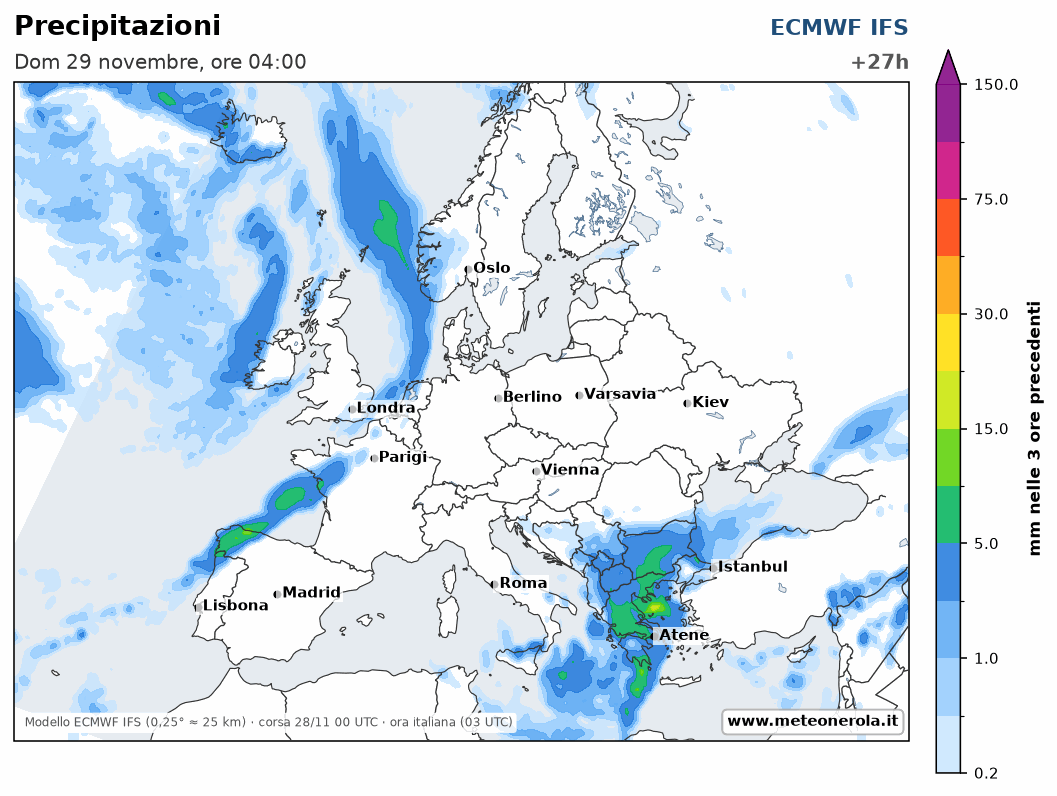 Precipitazioni
ECMWF IFS
Dom 29 novembre, ore 04:00
+27h
150.0
75.0
30.0
15.0
5.0
1.0
0.2
mm nelle 3 ore precedenti
Oslo
Londra
Berlino
Varsavia
Kiev
Parigi
Vienna
Istanbul
Roma
Madrid
Lisbona
Atene
Modello ECMWF IFS (0,25° ≈ 25 km) · corsa 28/11 00 UTC · ora italiana (03 UTC)
www.meteonerola.it